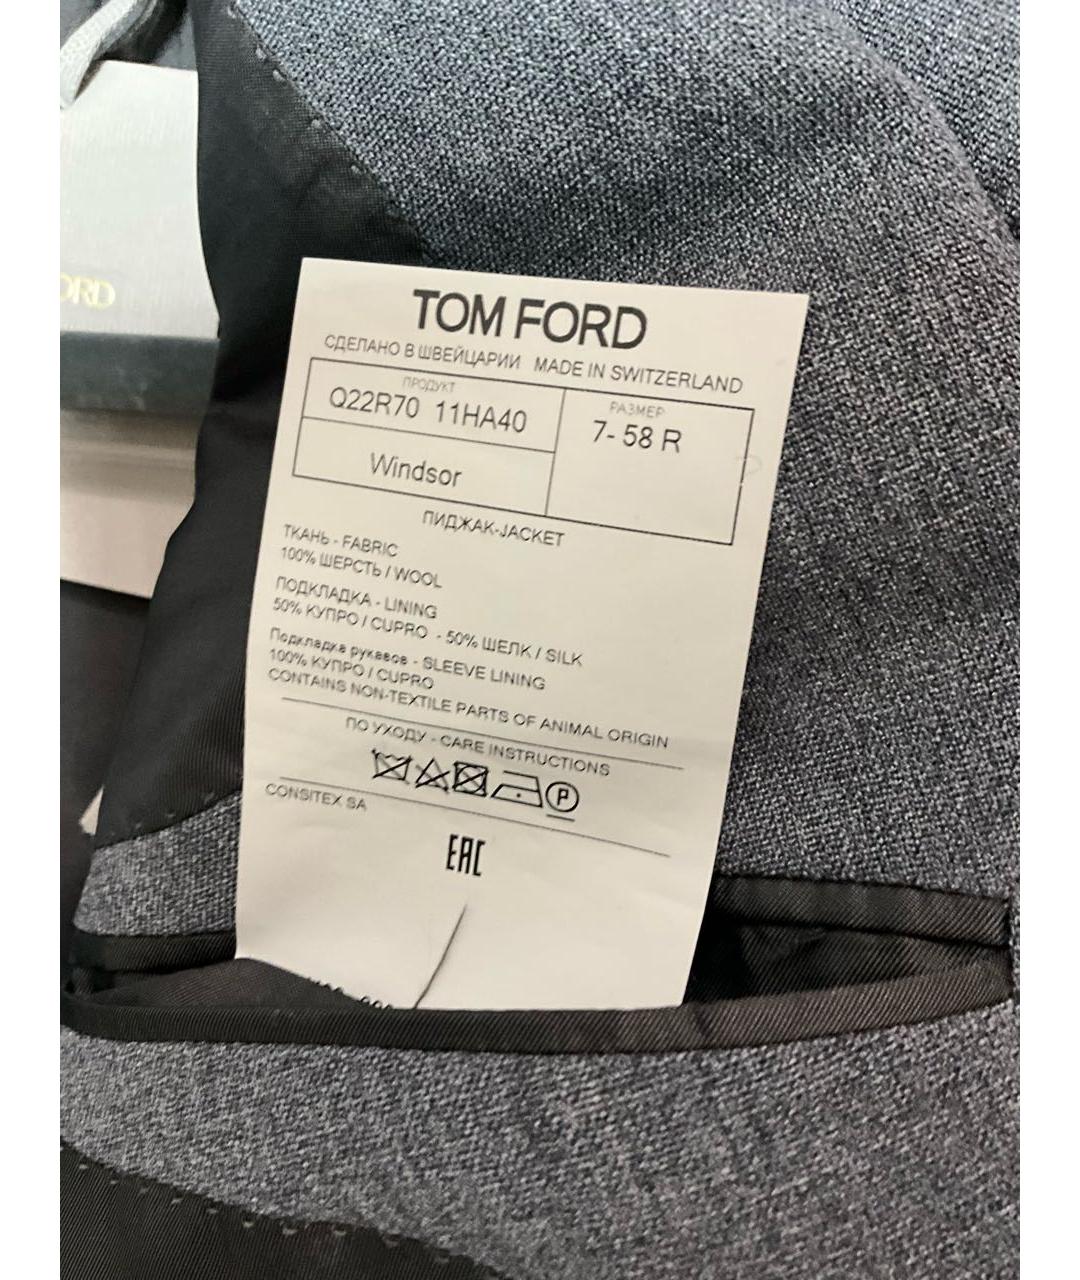 ORD
TOM FORD
СДЕЛАНО В ШВЕЙЦАРИИ MADE IN SWITZERLAND
ПРОДУКТ
Q22R70 11HA40
РАЗМЕР
7- 58 R
Windsor
ПИДЖАК-JACKET
ТКАНЬ - FABRIC
100% ШЕРСТЬ / WOOL
ПОДКЛАДКА - LINING
50% КУПРО / CUPRO - 50% ШЕЛК / SILK
Подкладка рукавов - SLEEVE LINING
100% КУПРО / CUPRO
CONTAINS NON-TEXTILE PARTS OF ANIMAL ORIGIN
ПО УХОДУ - CARE INSTRUCTIONS
P
CONSITEX SA
EAC